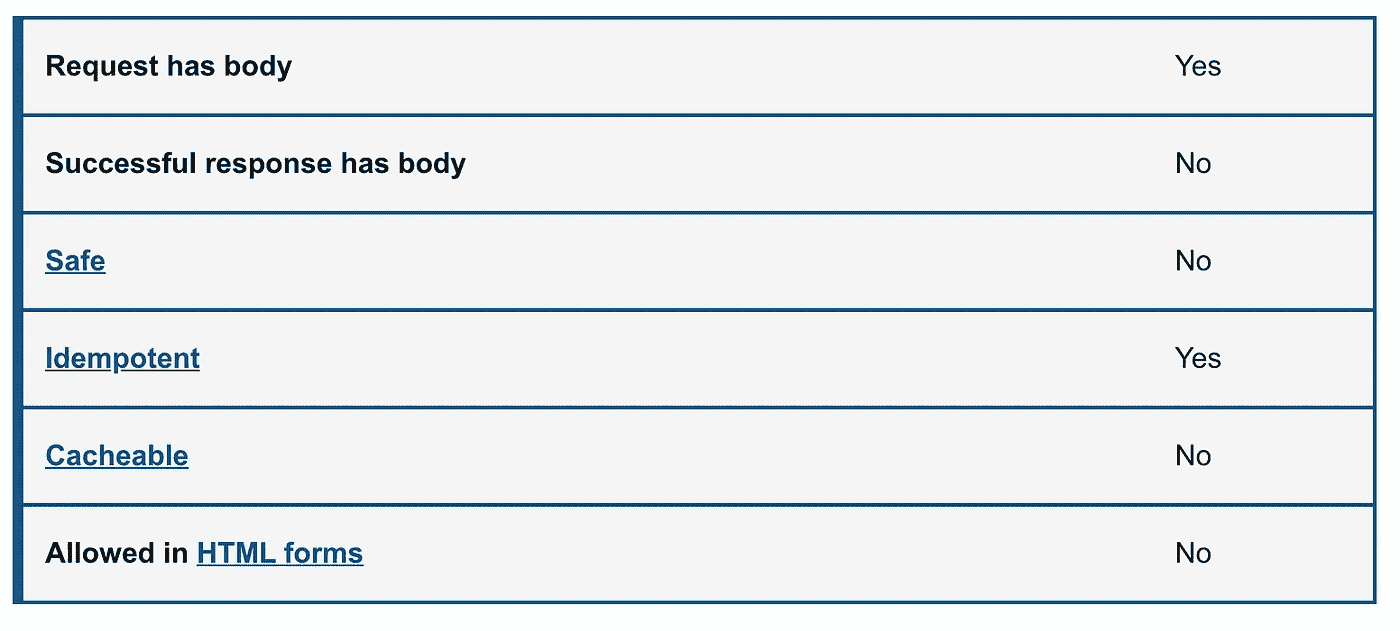 Request has body Yes
Successful response has body No
Safe No
Idempotent Yes
Cacheable No
Allowed in HTML forms No